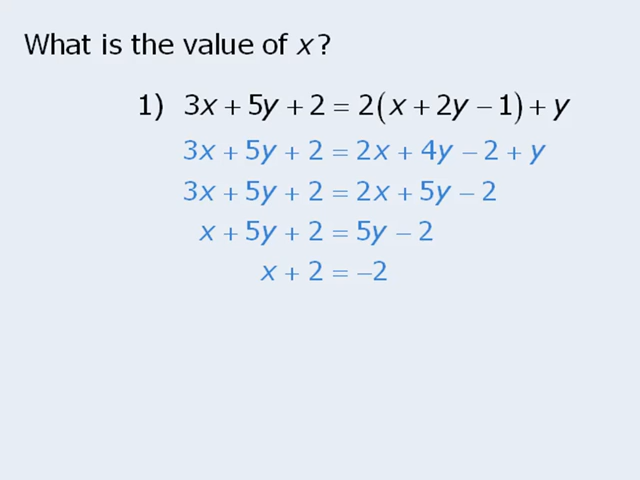 What is the value of x?
1) 3x + 5y + 2 = 2(x + 2y − 1) + y
3x + 5y + 2 = 2x + 4y − 2 + y
3x + 5y + 2 = 2x + 5y − 2
x + 5y + 2 = 5y − 2
x + 2 = −2